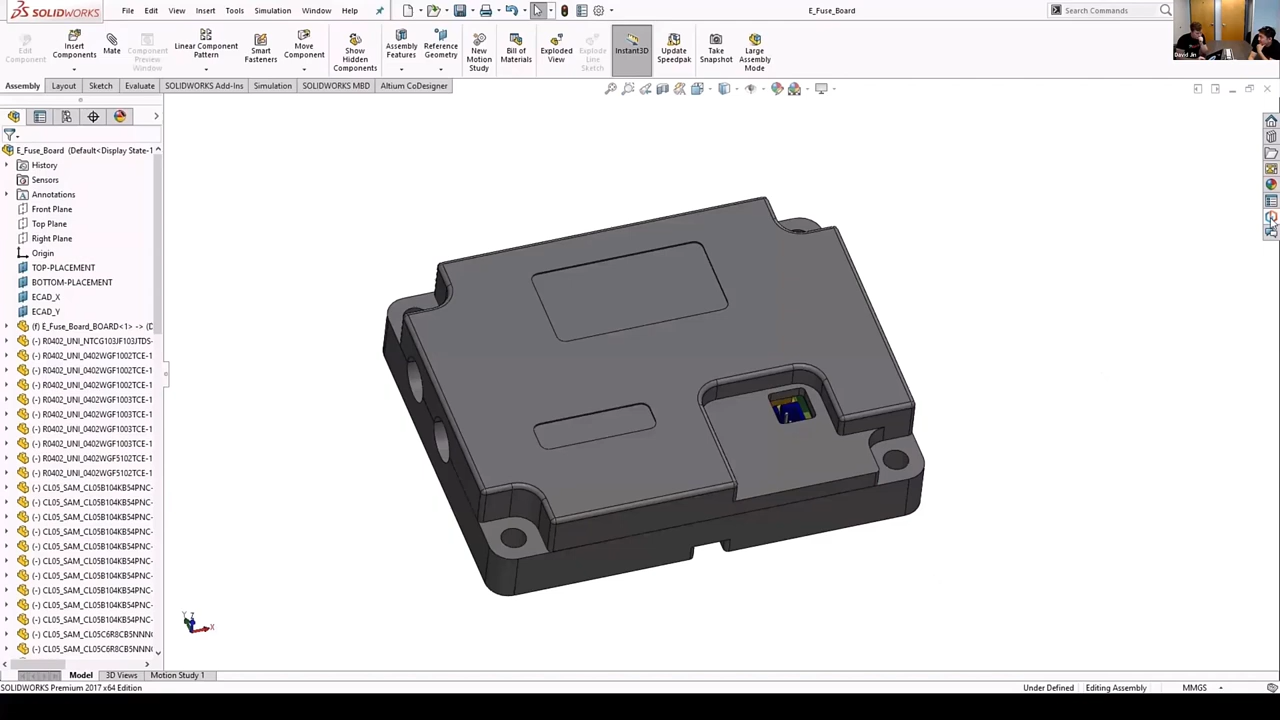 SOLIDWORKS File Edit View Insert Tools Simulation Window Help E_Fuse_Board Search Commands
David Jin
Edit Component
Insert Components
Mate
Component Preview Window
Linear Component Pattern
Smart Fasteners
Move Component
Show Hidden Components
Assembly Features
Reference Geometry
New Motion Study
Bill of Materials
Exploded View
Explode Line Sketch
Instant3D
Update Speedpak
Take Snapshot
Large Assembly Mode
Assembly Layout Sketch Evaluate SOLIDWORKS Add-Ins Simulation SOLIDWORKS MBD Altium CoDesigner
E_Fuse_Board (Default<Display State-1
History
Sensors
Annotations
Front Plane
Top Plane
Right Plane
Origin
TOP-PLACEMENT
BOTTOM-PLACEMENT
ECAD_X
ECAD_Y
(f) E_Fuse_Board_BOARD<1> -> (D
(-) R0402_UNI_NTCG103JF103JTDS-
(-) R0402_UNI_0402WGF1002TCE-1
(-) R0402_UNI_0402WGF1002TCE-1
(-) R0402_UNI_0402WGF1002TCE-1
(-) R0402_UNI_0402WGF1003TCE-1
(-) R0402_UNI_0402WGF1003TCE-1
(-) R0402_UNI_0402WGF1003TCE-1
(-) R0402_UNI_0402WGF5102TCE-1
(-) R0402_UNI_0402WGF5102TCE-1
(-) CL05_SAM_CL05B104KB54PNC-
(-) CL05_SAM_CL05B104KB54PNC-
(-) CL05_SAM_CL05B104KB54PNC-
(-) CL05_SAM_CL05B104KB54PNC-
(-) CL05_SAM_CL05B104KB54PNC-
(-) CL05_SAM_CL05B104KB54PNC-
(-) CL05_SAM_CL05B104KB54PNC-
(-) CL05_SAM_CL05B104KB54PNC-
(-) CL05_SAM_CL05B104KB54PNC-
(-) CL05_SAM_CL05B104KB54PNC-
(-) CL05_SAM_CL05C6R8CB5NNN
(-) CL05_SAM_CL05C6R8CB5NNN
Y Z
X
Model 3D Views Motion Study 1
SOLIDWORKS Premium 2017 x64 Edition Under Defined Editing Assembly MMGS